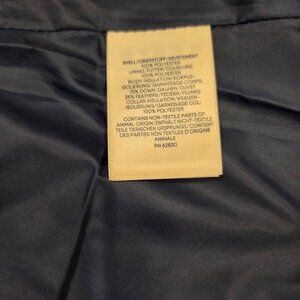 SHELL/OBERSTOFF/REVETEMENT:
100% POLYESTER
LINING/FUTTER/DOUBLURE:
100% POLYESTER
BODY INSULATION/KORPUS-
ISOLIERUNG/GARNISSAGE CORPS:
75% DOWN/DAUNEN/DUVET
25% FEATHERS/FEDERN/PLUMES
COLLAR INSULATION/KRAGEN-
ISOLIERUNG/GARNISSAGE COL:
100% POLYESTER
CONTAINS NON-TEXTILE PARTS OF
ANIMAL ORIGIN/ENTHÄLT NICHT-TEXTILE
TEILE TIERISCHEN URSPRUNGS/CONTIENT
DES PARTIES NON TEXTILES D'ORIGINE
ANIMALE
RN 62830